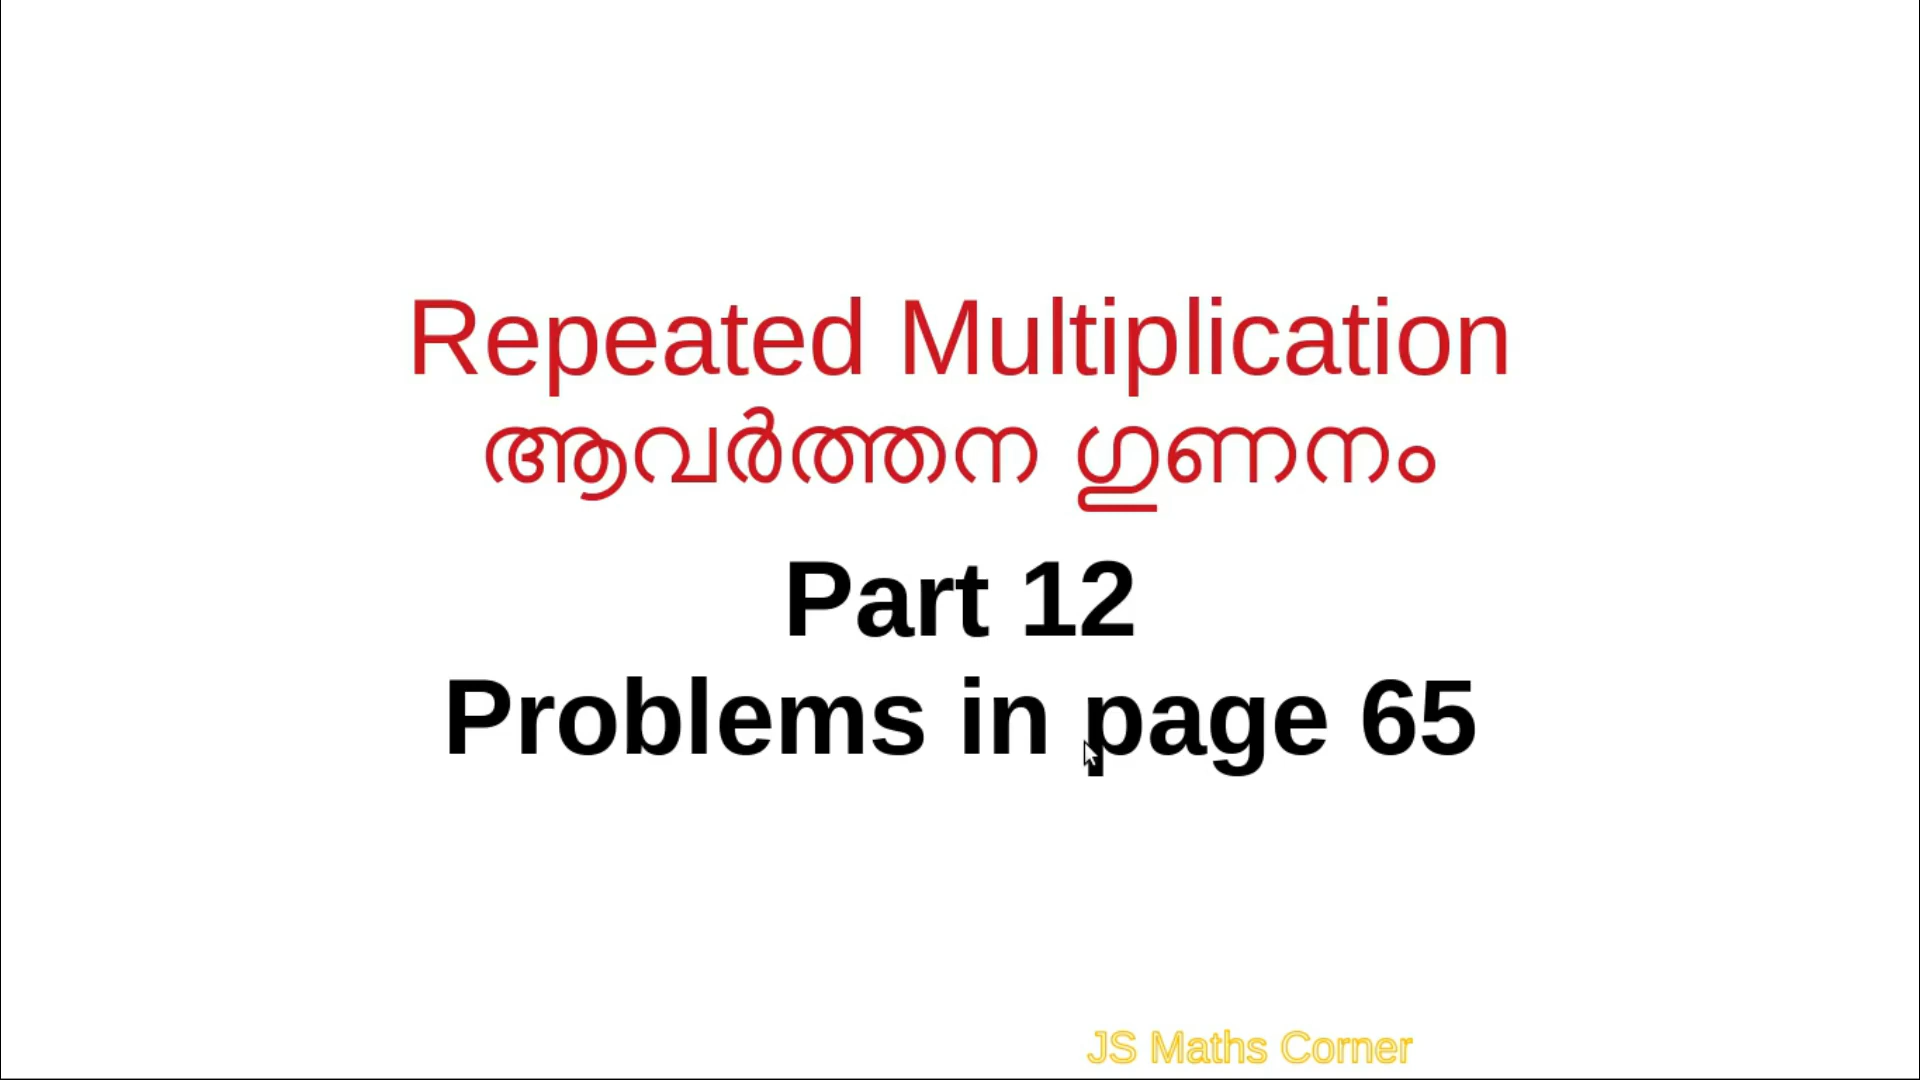 Repeated Multiplication
ആവർത്തന ഗുണനം
Part 12
Problems in page 65
JS Maths Corner